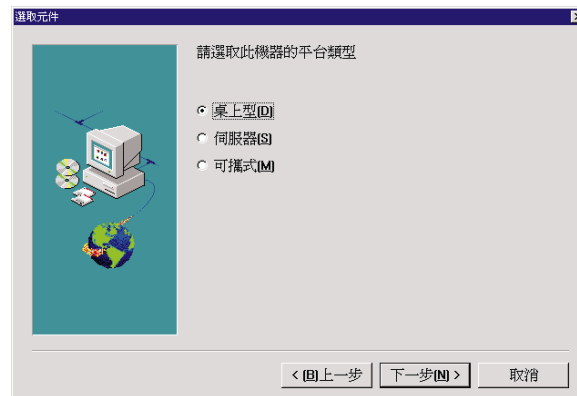 選取元件
請選取此機器的平台類型
桌上型(D)
伺服器(S)
可攜式(M)
< (B)上一步 下一步(N) > 取消